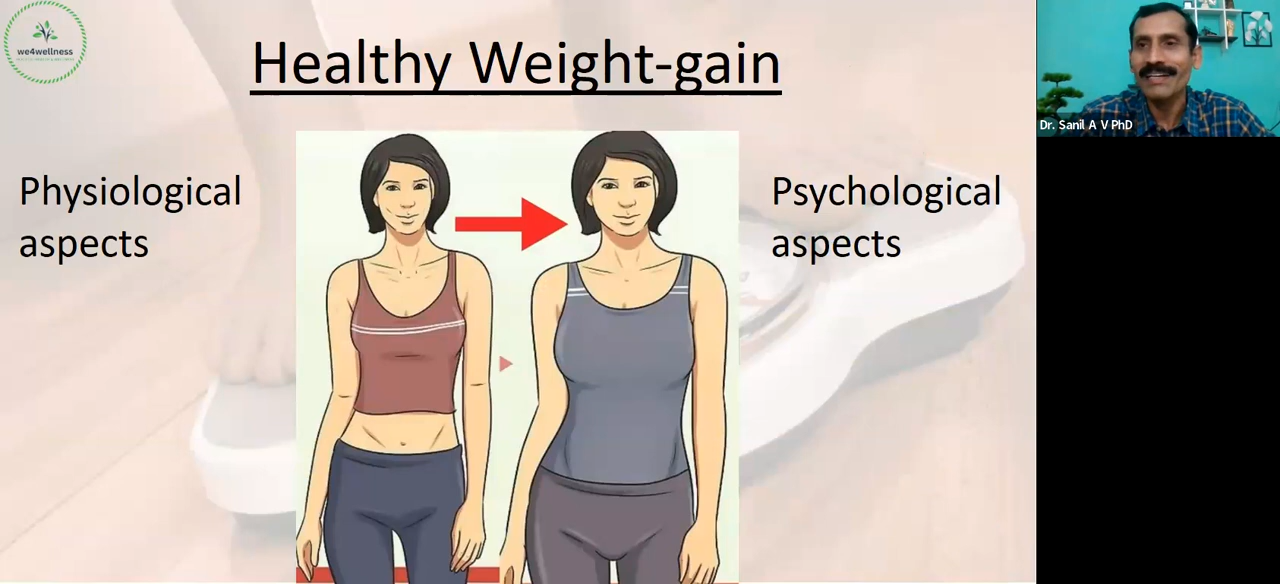 we4wellness
Healthy Weight-gain
Physiological
aspects
Psychological
aspects
Dr. Sanil A V PhD